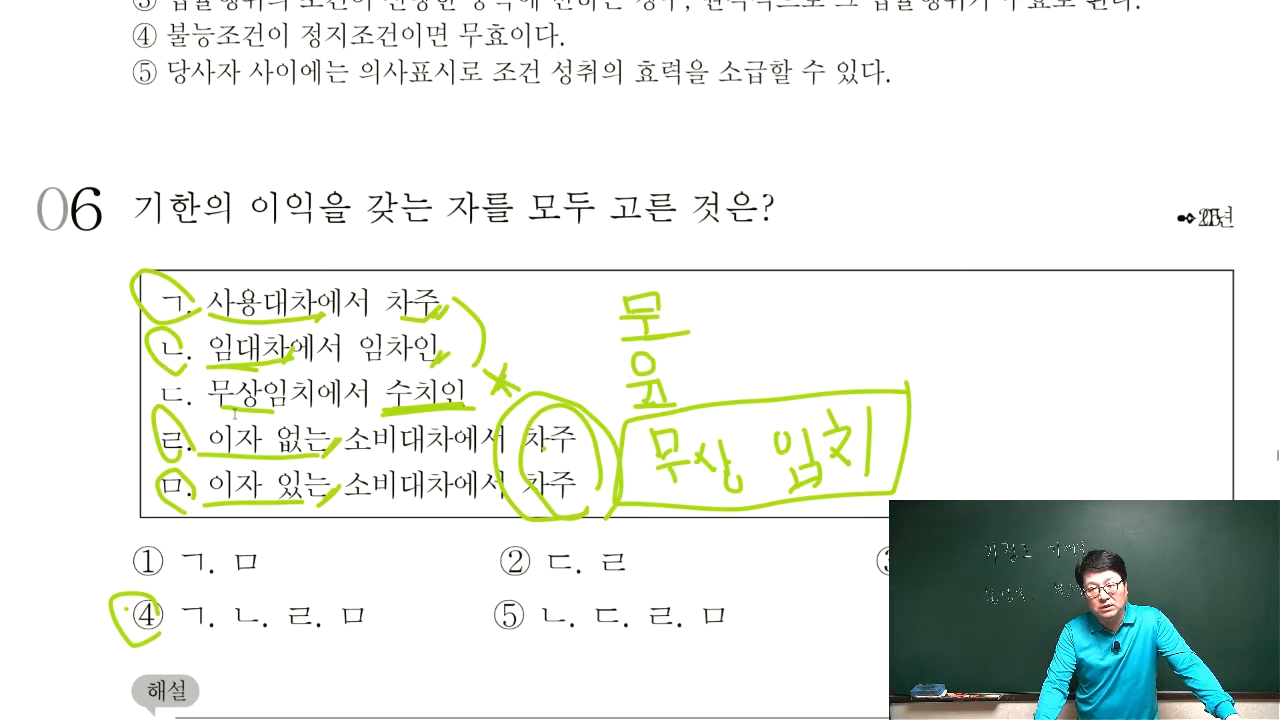 ④ 불능조건이 정지조건이면 무효이다.
⑤ 당사자 사이에는 의사표시로 조건 성취의 효력을 소급할 수 있다.
06 기한의 이익을 갖는 자를 모두 고른 것은?
ㄱ. 사용대차에서 차주
ㄴ. 임대차에서 임차인
ㄷ. 무상임치에서 수치인
ㄹ. 이자 없는 소비대차에서 차주
ㅁ. 이자 있는 소비대차에서 차주
무
유
무상 임치
① ㄱ. ㅁ
② ㄷ. ㄹ
④ ㄱ. ㄴ. ㄹ. ㅁ
⑤ ㄴ. ㄷ. ㄹ. ㅁ
해설